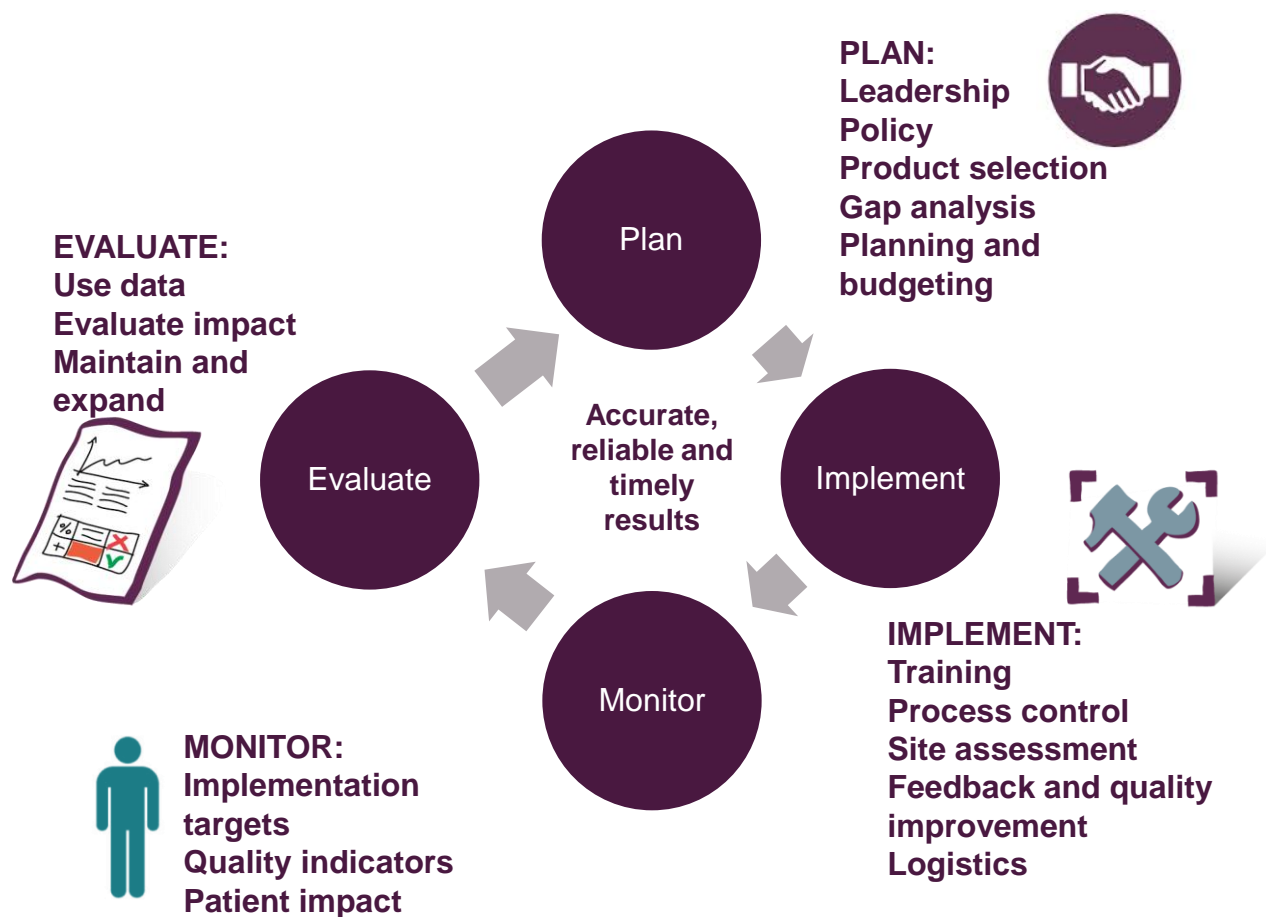 PLAN:
Leadership
Policy
Product selection
Gap analysis
Planning and
budgeting
Plan
EVALUATE:
Use data
Evaluate impact
Maintain and
expand
Accurate,
reliable and
timely
results
Evaluate
Implement
%
+
Monitor
IMPLEMENT:
Training
Process control
Site assessment
Feedback and quality
improvement
Logistics
MONITOR:
Implementation
targets
Quality indicators
Patient impact